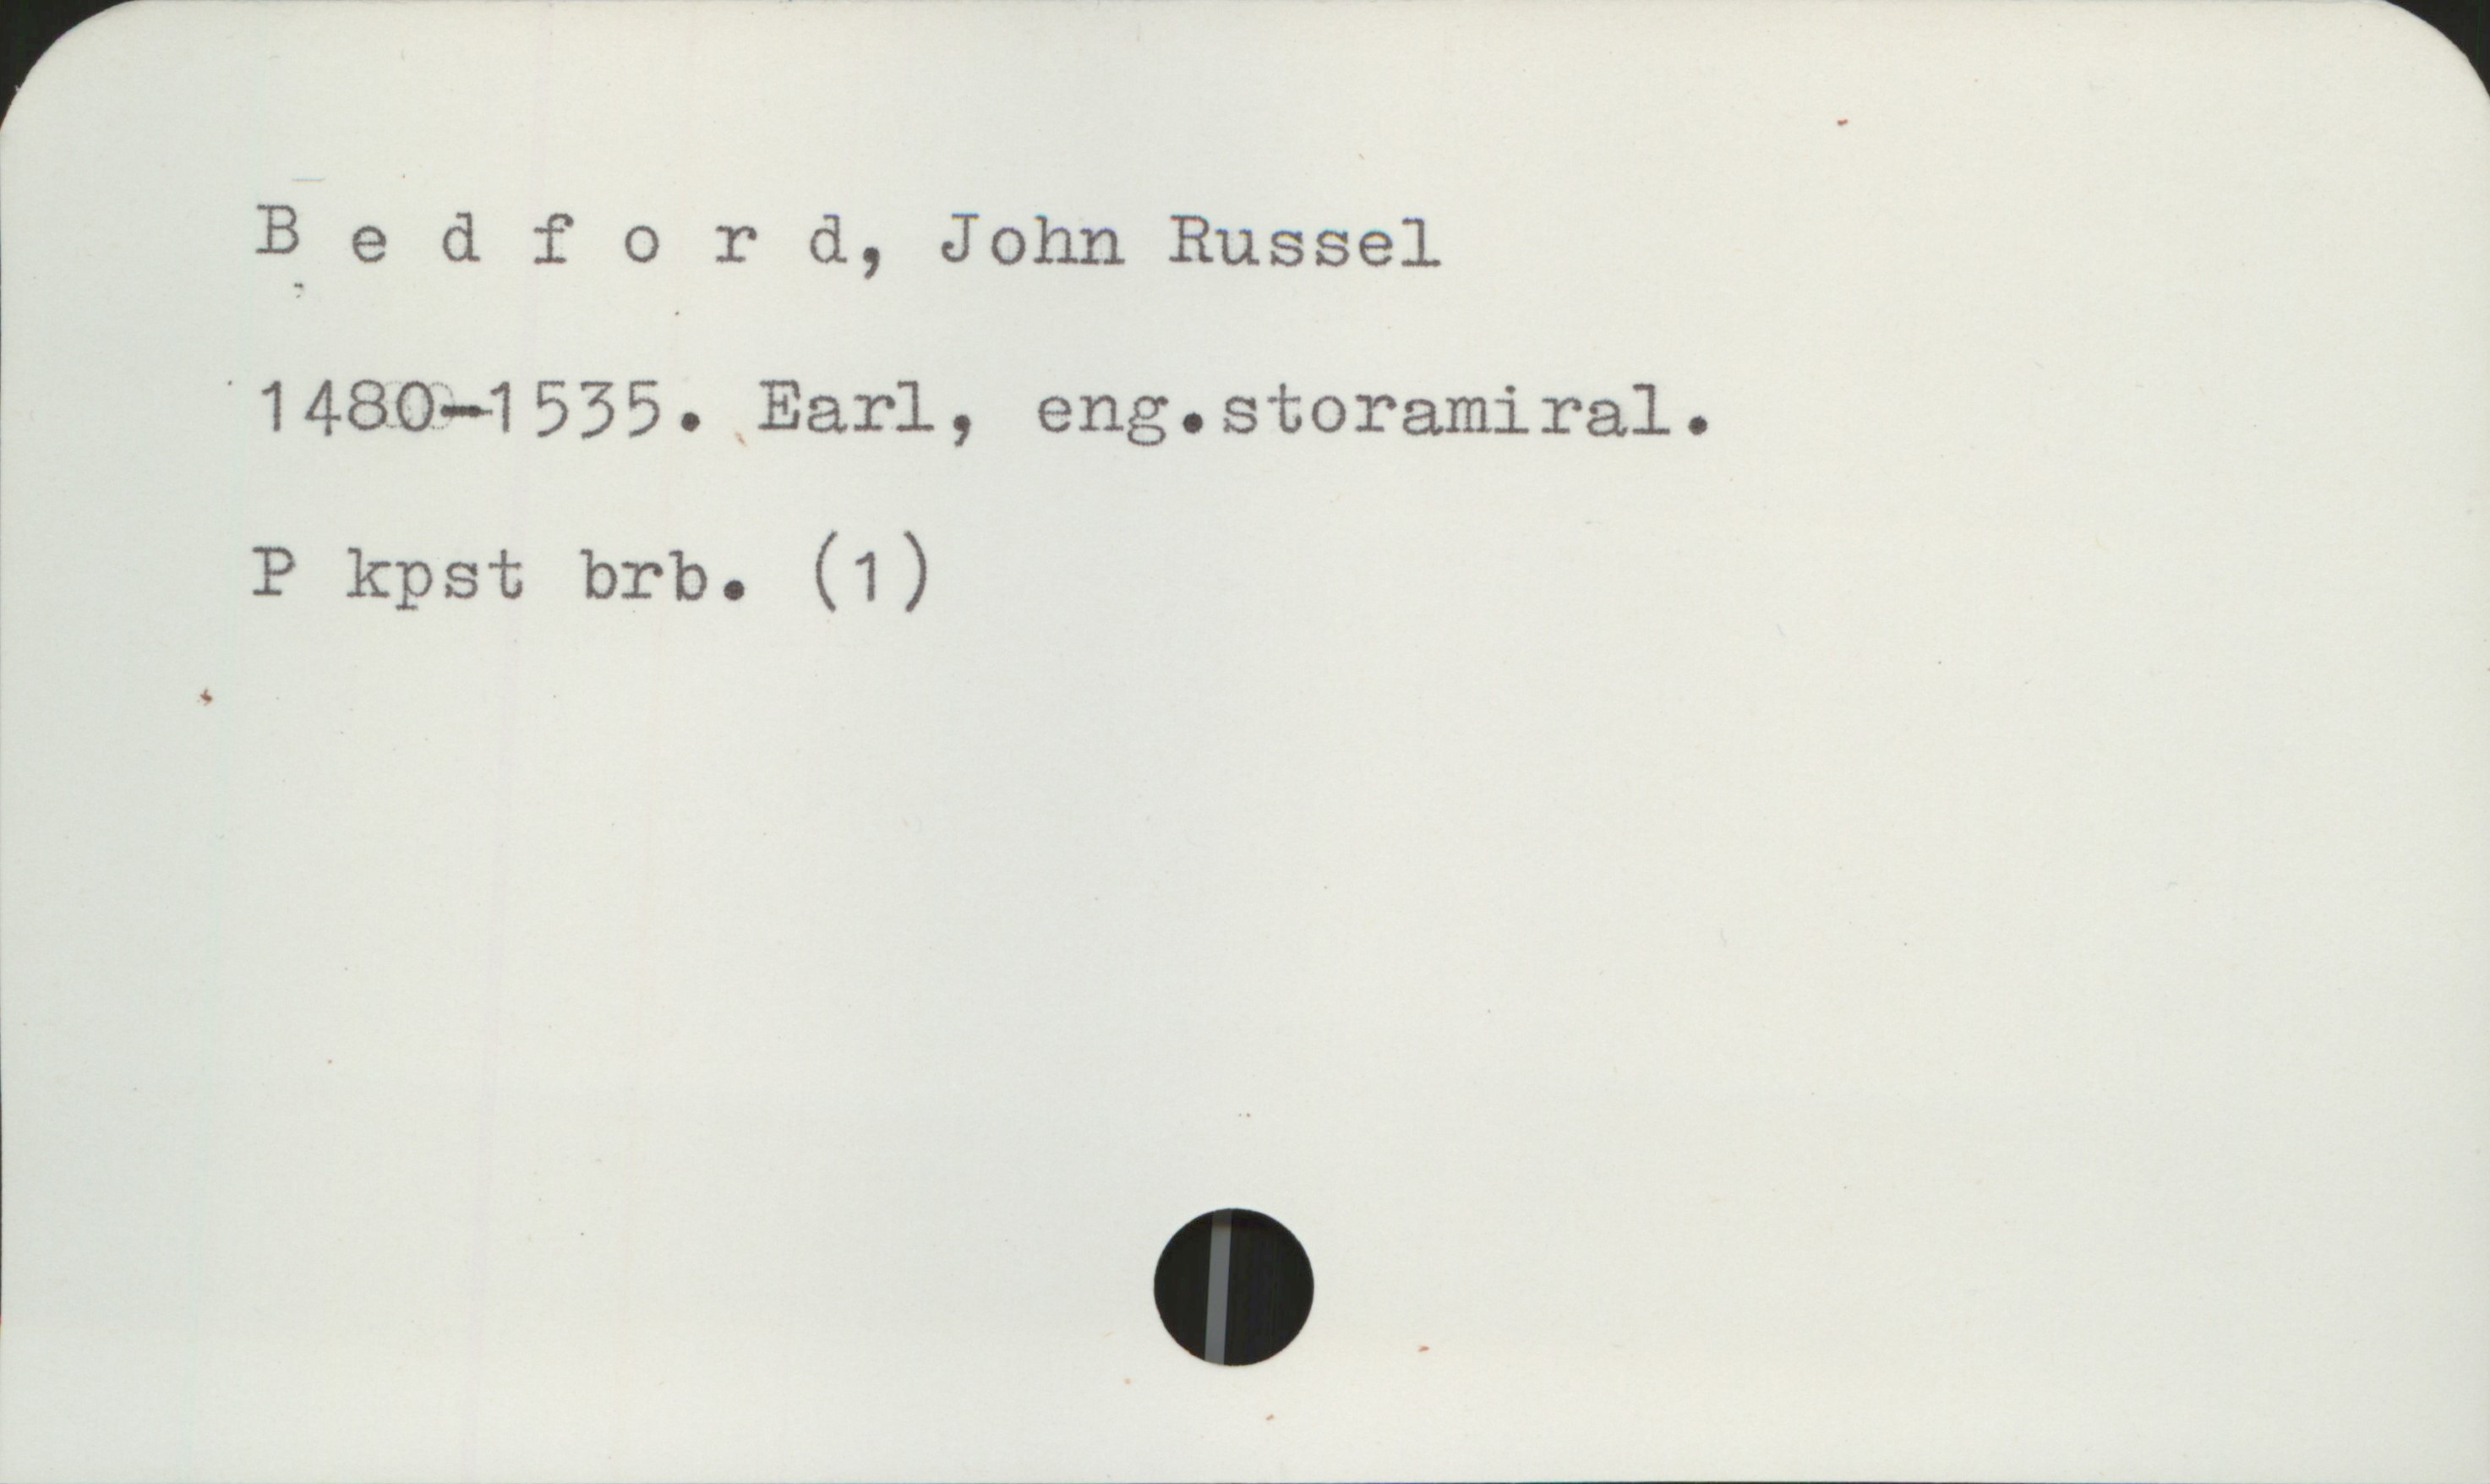 B e d f o r d, John Russel
1480-1535. Earl, eng.storamiral.
P kpst brb. (1)